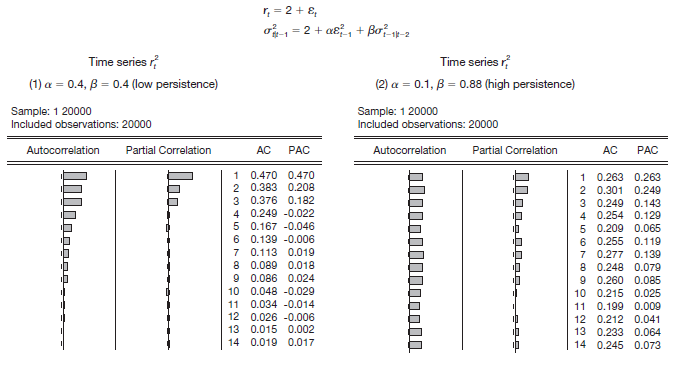 rₜ = 2 + εₜ
σ²ₜ|ₜ₋₁ = 2 + αε²ₜ₋₁ + βσ²ₜ₋₁|ₜ₋₂
Time series rₜ²
(1) α = 0.4, β = 0.4 (low persistence)
Sample: 1 20000
Included observations: 20000
Autocorrelation Partial Correlation AC PAC
1 0.470 0.470
2 0.383 0.208
3 0.376 0.182
4 0.249 -0.022
5 0.167 -0.046
6 0.139 -0.006
7 0.113 0.019
8 0.089 0.018
9 0.086 0.024
10 0.048 -0.029
11 0.034 -0.014
12 0.026 -0.006
13 0.015 0.002
14 0.019 0.017
Time series rₜ²
(2) α = 0.1, β = 0.88 (high persistence)
Sample: 1 20000
Included observations: 20000
Autocorrelation Partial Correlation AC PAC
1 0.263 0.263
2 0.301 0.249
3 0.249 0.143
4 0.254 0.129
5 0.209 0.065
6 0.255 0.119
7 0.277 0.139
8 0.248 0.079
9 0.260 0.085
10 0.215 0.025
11 0.199 0.009
12 0.212 0.041
13 0.233 0.064
14 0.245 0.073